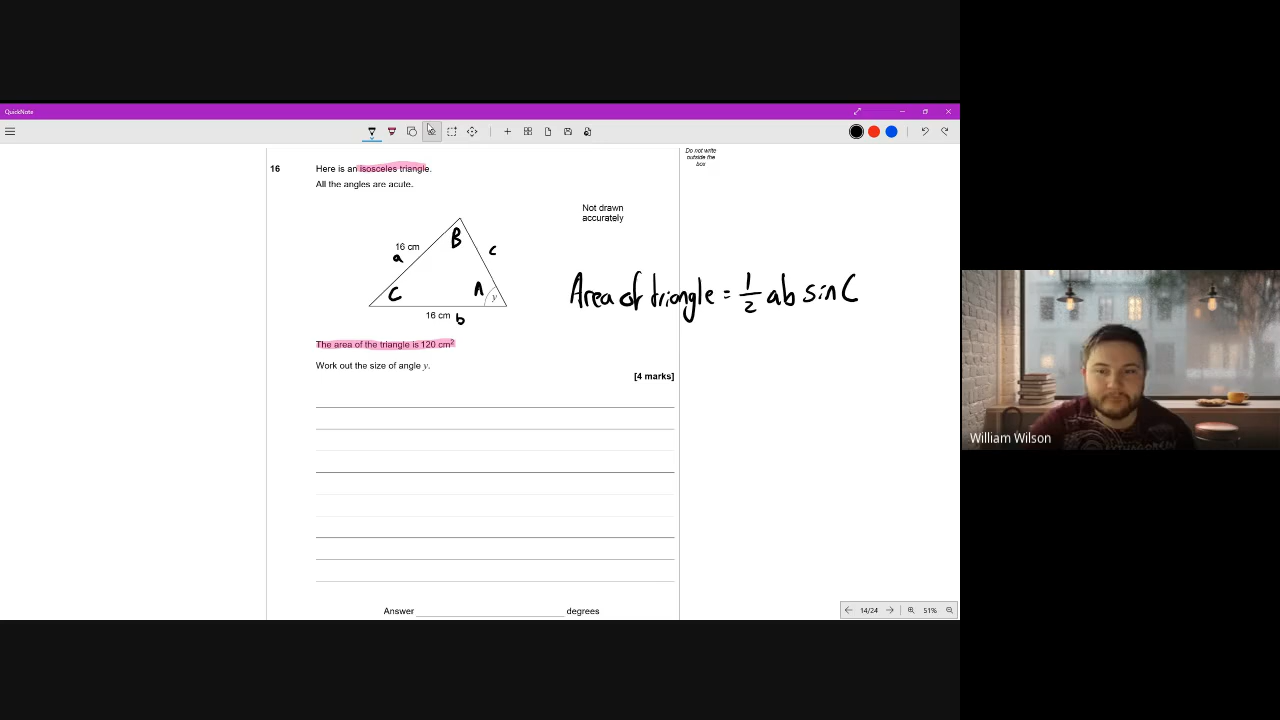 QuickNote
Do not write
outside the
box
16 Here is an isosceles triangle.
All the angles are acute.
Not drawn
accurately
16 cm
a
B
c
C
A
y
16 cm
b
Area of triangle = 1/2 ab sin C
The area of the triangle is 120 cm²
Work out the size of angle y.
[4 marks]
Answer degrees
14/24
51%
William Wilson